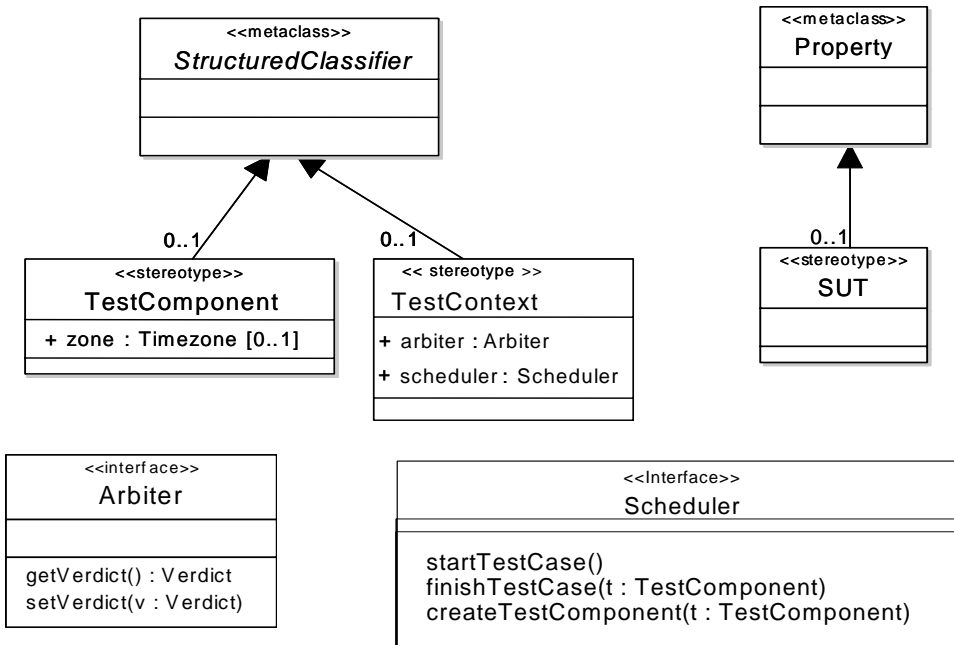 <<metaclass>>
StructuredClassifier
<<metaclass>>
Property
0..1
0..1
0..1
<<stereotype>>
TestComponent
+ zone : Timezone [0..1]
<< stereotype >>
TestContext
+ arbiter : Arbiter
+ scheduler : Scheduler
<<stereotype>>
SUT
<<interface>>
Arbiter
getVerdict() : Verdict
setVerdict(v : Verdict)
<<Interface>>
Scheduler
startTestCase()
finishTestCase(t : TestComponent)
createTestComponent(t : TestComponent)